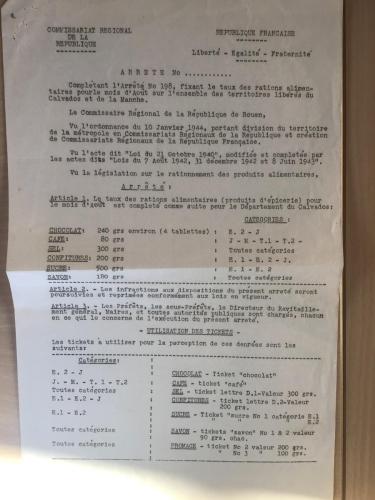 COMMISSARIAT REGIONAL
DE LA
REPUBLIQUE
REPUBLIQUE FRANCAISE
Liberté - Egalité - Fraternité
A R R E T E No ............
Complétant l'Arrêté No 198, fixant le taux des rations alimen-
taires pour le mois d'Août sur l'ensemble des territoires libérés du
Calvados et de la Manche.
Le Commissaire Régional de la République de Rouen,
Vu l'ordonnance du 10 Janvier 1944, portant division du territoire
de la métropole en Commissariats Régionaux de la République et création
de Commissariats Régionaux de la République Française.
Vu l'acte dit "Loi du 21 Octobre 1940", modifiée et complétée par
les actes dits "Lois du 7 Août 1942, 31 décembre 1942 et 8 Juin 1943".
Vu la législation sur le rationnement des produits alimentaires,
A r r ê t e :
Article 1. Le taux des rations alimentaires (produits d'épicerie) pour
le mois d'Août est complété comme suite pour le Département du Calvados:
CATEGORIES :
CHOCOLAT: 240 grs environ (4 tablettes) : E. 2 - J
CAFE: 80 grs : J - M - T.1 - T.2 -
SEL: 300 grs : Toutes catégories
CONFITURES: 200 grs : E.1 - E.2. - J.
SUCRE: 500 grs : E.1 - E.2
SAVON: 180 grs : Toutes catégories
Article 2. - Les infractions aux dispositions du présent arrêté seront
poursuivies et réprimées conformément aux lois en vigueur.
Article 3. - Les Préfets, les sous-Préfets, le Directeur du Ravitaille-
ment général, Maires, et toutes autorités publiques sont chargés, chacun
en ce qui le concerne de l'exécution du présent arrêté.
- UTILISATION DES TICKETS -
Les tickets à utiliser pour la perception de ces denrées sont les
suivants:
Catégories:
E. 2 - J : CHOCOLAT - Ticket "chocolat"
J. - M. - T.1 - T.2 : CAFE - ticket "café"
Toutes catégories : SEL - ticket lettre D.1-Valeur 300 grs.
E.1 - E.2 - J : CONFITURES - ticket lettre D.2-Valeur
200 grs.
E.1 - E.2 : SUCRE - Ticket "sucre No 1 catégorie E.1
" " E.2
Toutes catégories : SAVON - tickets "savon" No 1 & 2 valeur
90 grs. chac.
Toutes catégories : FROMAGE - ticket No 2 valeur 200 grs.
" No 3 " 100 grs.